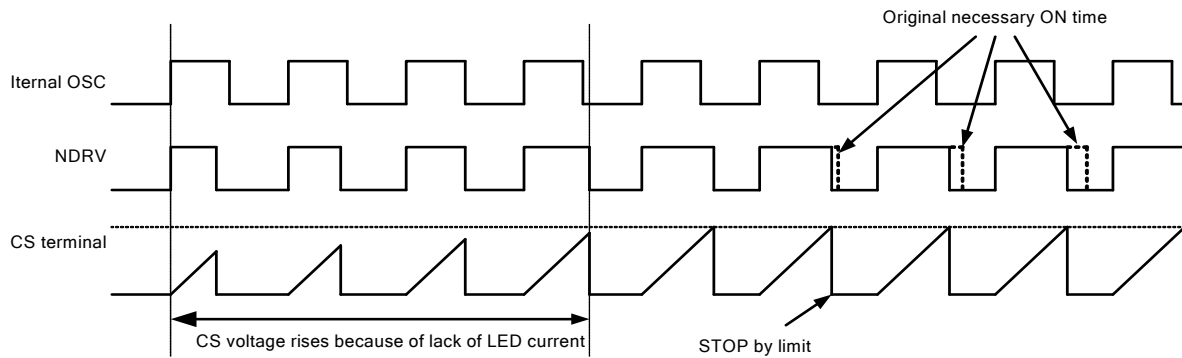 Original necessary ON time
Iternal OSC
NDRV
CS terminal
CS voltage rises because of lack of LED current
STOP by limit